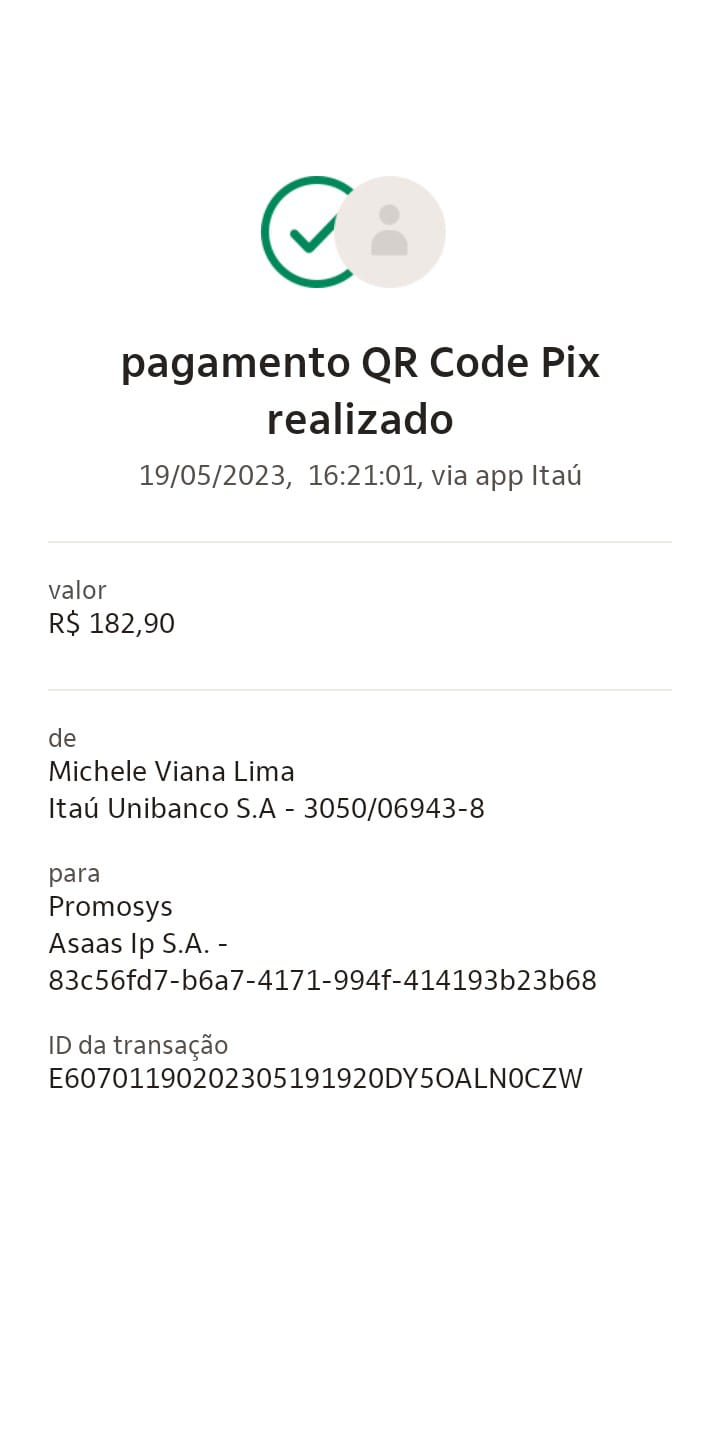 pagamento QR Code Pix
realizado
19/05/2023,  16:21:01, via app Itaú
valor
R$ 182,90
de
Michele Viana Lima
Itaú Unibanco S.A - 3050/06943-8
para
Promosys
Asaas Ip S.A. -
83c56fd7-b6a7-4171-994f-414193b23b68
ID da transação
E60701190202305191920DY5OALN0CZW